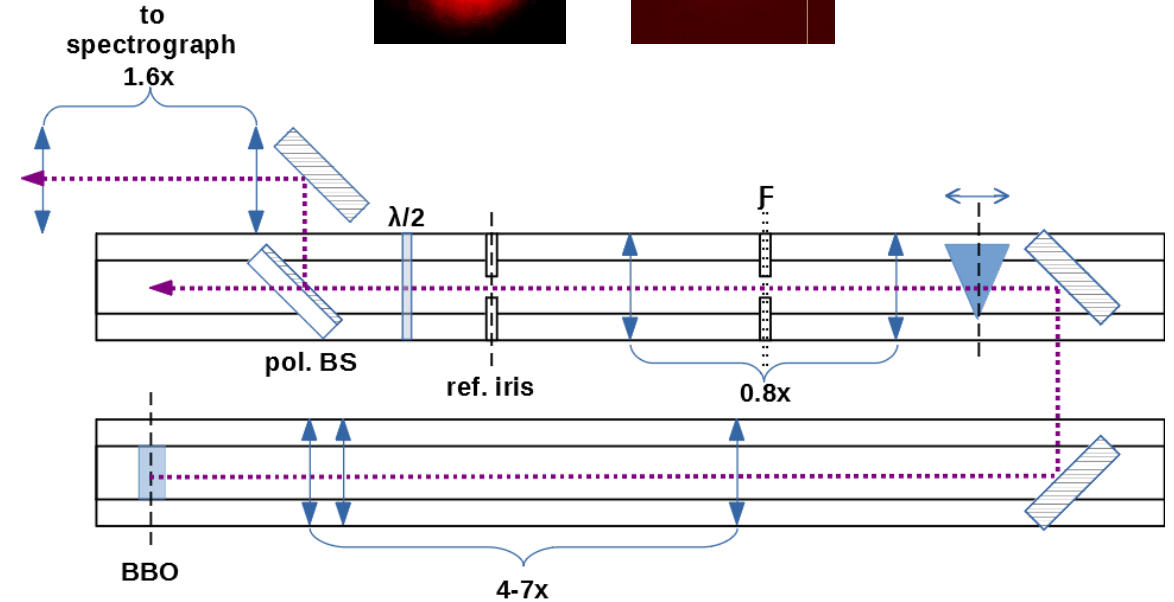 to
spectrograph
1.6x
λ/2
Ƒ
pol. BS
ref. iris
0.8x
BBO
4-7x